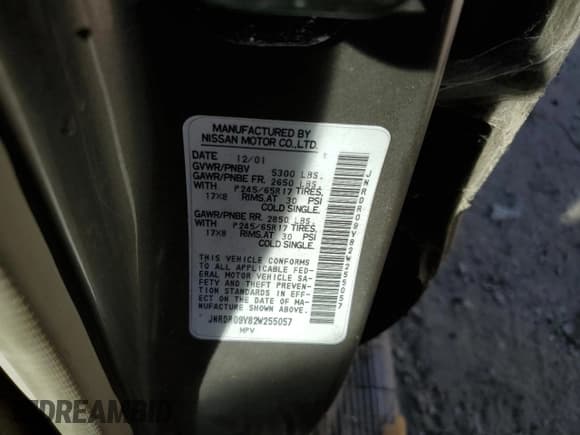 MANUFACTURED BY
NISSAN MOTOR CO.,LTD.
DATE 12/01
GVWR/PNBV 5300 LBS.
GAWR/PNBE FR. 2650 LBS.
WITH P245/65R17 TIRES,
17X8 RIMS,AT 30 PSI
COLD SINGLE.
GAWR/PNBE RR. 2850 LBS.
WITH P245/65R17 TIRES,
17X8 RIMS,AT 30 PSI
COLD SINGLE.
THIS VEHICLE CONFORMS
TO ALL APPLICABLE FED-
ERAL MOTOR VEHICLE SA-
FETY AND THEFT PREVEN-
TION STANDARDS IN EFF-
ECT ON THE DATE OF MA-
NUFACTURE SHOWN ABOVE.
JNRDR09Y82W255057
MPV
JNRDR09Y82W255057
DREAMBID